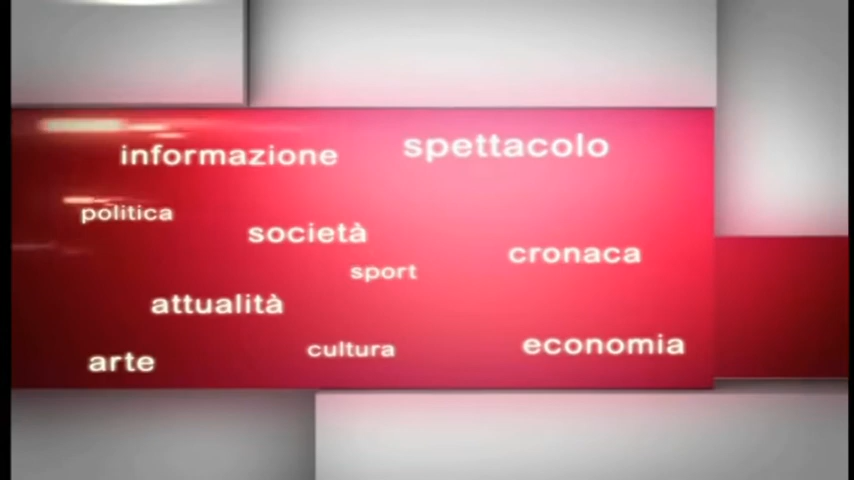 informazione
spettacolo
politica
società
cronaca
sport
attualità
cultura
economia
arte